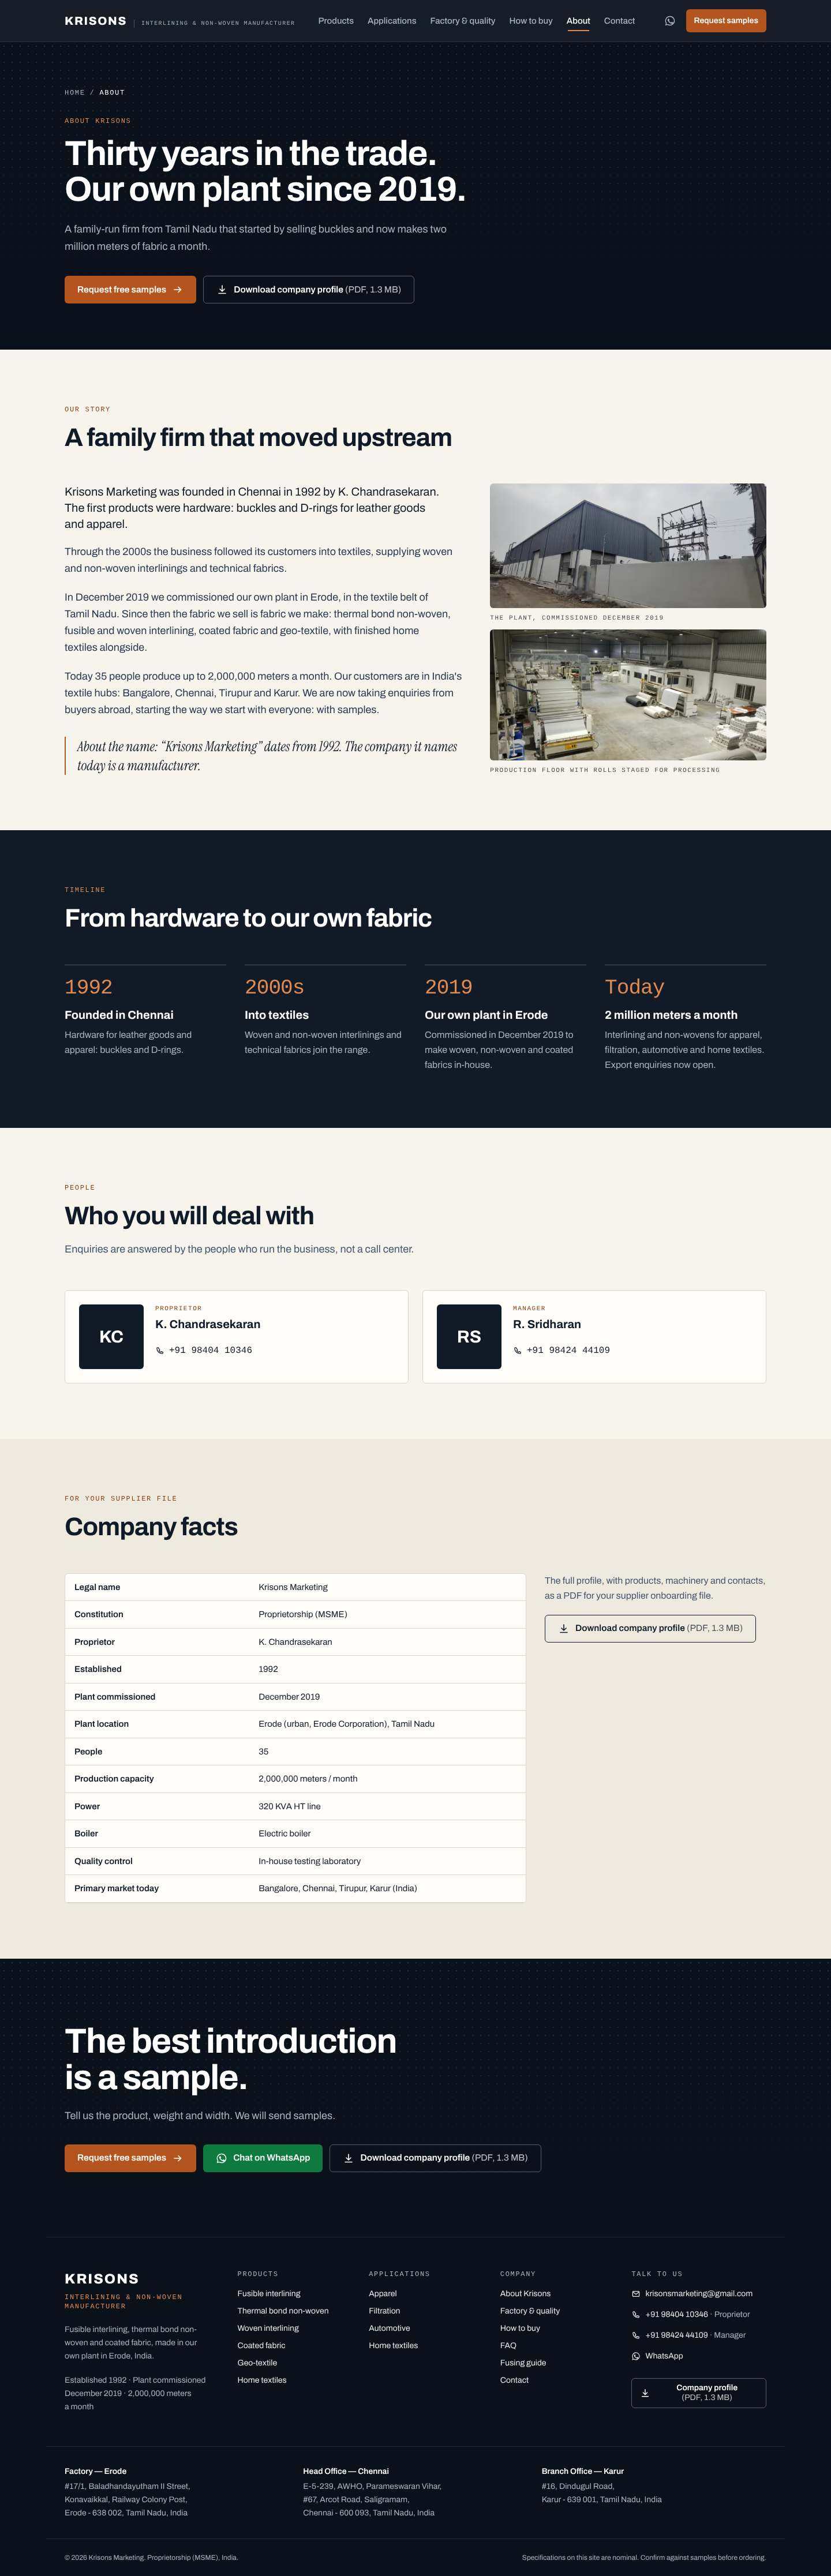 KRISONS
INTERLINING & NON-WOVEN MANUFACTURER
Products
Applications
Factory & quality
How to buy
About
Contact
Request samples
HOME / ABOUT
ABOUT KRISONS
Thirty years in the trade.
Our own plant since 2019.
A family-run firm from Tamil Nadu that started by selling buckles and now makes two
million meters of fabric a month.
Request free samples
Download company profile (PDF, 1.3 MB)
OUR STORY
A family firm that moved upstream
Krisons Marketing was founded in Chennai in 1992 by K. Chandrasekaran.
The first products were hardware: buckles and D-rings for leather goods
and apparel.
Through the 2000s the business followed its customers into textiles, supplying woven
and non-woven interlinings and technical fabrics.
In December 2019 we commissioned our own plant in Erode, in the textile belt of
Tamil Nadu. Since then the fabric we sell is fabric we make: thermal bond non-woven,
fusible and woven interlining, coated fabric and geo-textile, with finished home
textiles alongside.
Today 35 people produce up to 2,000,000 meters a month. Our customers are in India's
textile hubs: Bangalore, Chennai, Tirupur and Karur. We are now taking enquiries from
buyers abroad, starting the way we start with everyone: with samples.
About the name: “Krisons Marketing” dates from 1992. The company it names
today is a manufacturer.
THE PLANT, COMMISSIONED DECEMBER 2019
PRODUCTION FLOOR WITH ROLLS STAGED FOR PROCESSING
TIMELINE
From hardware to our own fabric
1992
Founded in Chennai
Hardware for leather goods and
apparel: buckles and D-rings.
2000s
Into textiles
Woven and non-woven interlinings and
technical fabrics join the range.
2019
Our own plant in Erode
Commissioned in December 2019 to
make woven, non-woven and coated
fabrics in-house.
Today
2 million meters a month
Interlining and non-wovens for apparel,
filtration, automotive and home textiles.
Export enquiries now open.
PEOPLE
Who you will deal with
Enquiries are answered by the people who run the business, not a call center.
KC
PROPRIETOR
K. Chandrasekaran
+91 98404 10346
RS
MANAGER
R. Sridharan
+91 98424 44109
FOR YOUR SUPPLIER FILE
Company facts
Legal name Krisons Marketing
Constitution Proprietorship (MSME)
Proprietor K. Chandrasekaran
Established 1992
Plant commissioned December 2019
Plant location Erode (urban, Erode Corporation), Tamil Nadu
People 35
Production capacity 2,000,000 meters / month
Power 320 KVA HT line
Boiler Electric boiler
Quality control In-house testing laboratory
Primary market today Bangalore, Chennai, Tirupur, Karur (India)
The full profile, with products, machinery and contacts,
as a PDF for your supplier onboarding file.
Download company profile (PDF, 1.3 MB)
The best introduction
is a sample.
Tell us the product, weight and width. We will send samples.
Request free samples
Chat on WhatsApp
Download company profile (PDF, 1.3 MB)
KRISONS
INTERLINING & NON-WOVEN
MANUFACTURER
Fusible interlining, thermal bond non-
woven and coated fabric, made in our
own plant in Erode, India.
Established 1992 · Plant commissioned
December 2019 · 2,000,000 meters
a month
PRODUCTS
Fusible interlining
Thermal bond non-woven
Woven interlining
Coated fabric
Geo-textile
Home textiles
APPLICATIONS
Apparel
Filtration
Automotive
Home textiles
COMPANY
About Krisons
Factory & quality
How to buy
FAQ
Fusing guide
Contact
TALK TO US
krisonsmarketing@gmail.com
+91 98404 10346 · Proprietor
+91 98424 44109 · Manager
WhatsApp
Company profile
(PDF, 1.3 MB)
Factory — Erode
#17/1, Baladhandayutham II Street,
Konavaikkal, Railway Colony Post,
Erode - 638 002, Tamil Nadu, India
Head Office — Chennai
E-5-239, AWHO, Parameswaran Vihar,
#67, Arcot Road, Saligramam,
Chennai - 600 093, Tamil Nadu, India
Branch Office — Karur
#16, Dindugul Road,
Karur - 639 001, Tamil Nadu, India
© 2026 Krisons Marketing. Proprietorship (MSME), India.
Specifications on this site are nominal. Confirm against samples before ordering.